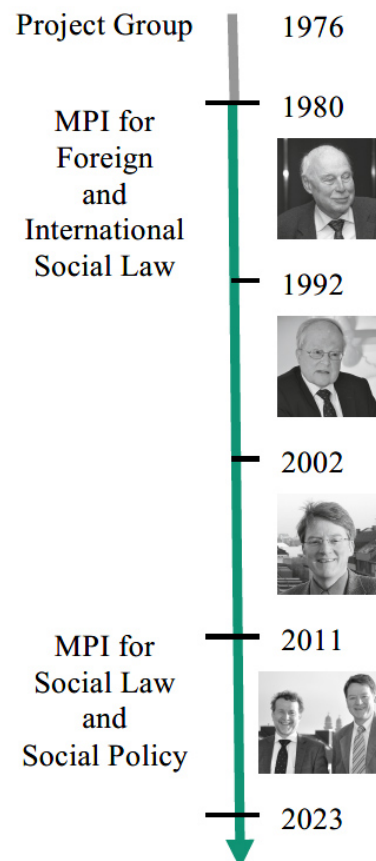 Project Group
1976
1980
MPI for
Foreign
and
International
Social Law
1992
2002
2011
MPI for
Social Law
and
Social Policy
2023